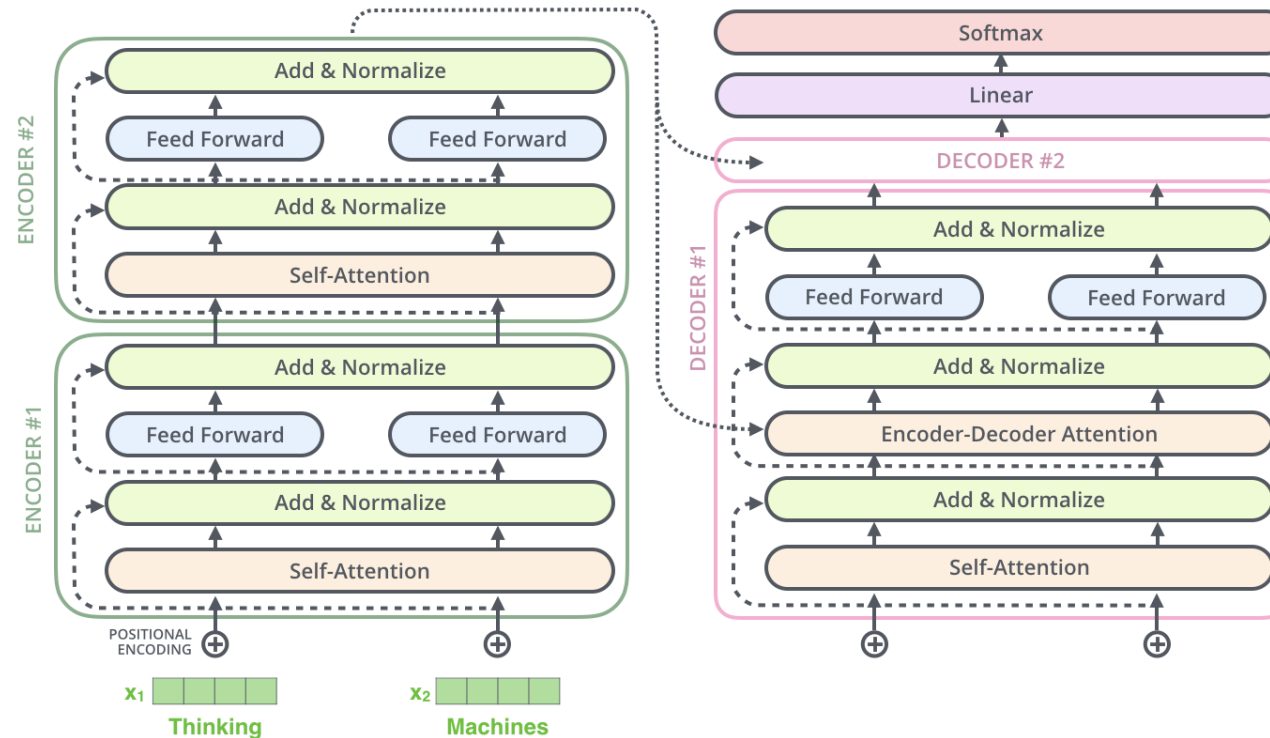 ENCODER #2
Add & Normalize
Feed Forward
Feed Forward
Add & Normalize
Self-Attention
ENCODER #1
Add & Normalize
Feed Forward
Feed Forward
Add & Normalize
Self-Attention
POSITIONAL
ENCODING
x₁
x₂
Thinking
Machines
Softmax
Linear
DECODER #2
DECODER #1
Add & Normalize
Feed Forward
Feed Forward
Add & Normalize
Encoder-Decoder Attention
Add & Normalize
Self-Attention